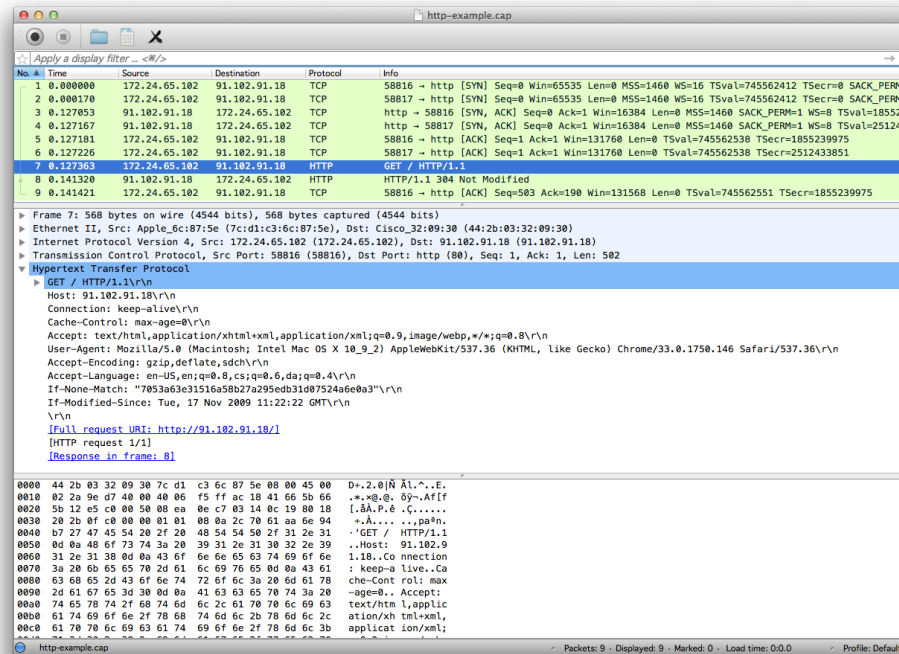 http-example.cap
Apply a display filter ... <⌘/>
No. Time Source Destination Protocol Info
1 0.000000 172.24.65.102 91.102.91.18 TCP 58816 → http [SYN] Seq=0 Win=65535 Len=0 MSS=1460 WS=16 TSval=745562412 TSecr=0 SACK_PERM
2 0.000170 172.24.65.102 91.102.91.18 TCP 58817 → http [SYN] Seq=0 Win=65535 Len=0 MSS=1460 WS=16 TSval=745562412 TSecr=0 SACK_PERM
3 0.127053 91.102.91.18 172.24.65.102 TCP http → 58816 [SYN, ACK] Seq=0 Ack=1 Win=16384 Len=0 MSS=1460 SACK_PERM=1 WS=8 TSval=18552
4 0.127167 91.102.91.18 172.24.65.102 TCP http → 58817 [SYN, ACK] Seq=0 Ack=1 Win=16384 Len=0 MSS=1460 SACK_PERM=1 WS=8 TSval=25124
5 0.127181 172.24.65.102 91.102.91.18 TCP 58816 → http [ACK] Seq=1 Ack=1 Win=131760 Len=0 TSval=745562538 TSecr=1855239975
6 0.127226 172.24.65.102 91.102.91.18 TCP 58817 → http [ACK] Seq=1 Ack=1 Win=131760 Len=0 TSval=745562538 TSecr=2512433851
7 0.127363 172.24.65.102 91.102.91.18 HTTP GET / HTTP/1.1
8 0.141320 91.102.91.18 172.24.65.102 HTTP HTTP/1.1 304 Not Modified
9 0.141421 172.24.65.102 91.102.91.18 TCP 58816 → http [ACK] Seq=503 Ack=190 Win=131568 Len=0 TSval=745562551 TSecr=1855239975
Frame 7: 568 bytes on wire (4544 bits), 568 bytes captured (4544 bits)
Ethernet II, Src: Apple_6c:87:5e (7c:d1:c3:6c:87:5e), Dst: Cisco_32:09:30 (44:2b:03:32:09:30)
Internet Protocol Version 4, Src: 172.24.65.102 (172.24.65.102), Dst: 91.102.91.18 (91.102.91.18)
Transmission Control Protocol, Src Port: 58816 (58816), Dst Port: http (80), Seq: 1, Ack: 1, Len: 502
Hypertext Transfer Protocol
GET / HTTP/1.1\r\n
Host: 91.102.91.18\r\n
Connection: keep-alive\r\n
Cache-Control: max-age=0\r\n
Accept: text/html,application/xhtml+xml,application/xml;q=0.9,image/webp,*/*;q=0.8\r\n
User-Agent: Mozilla/5.0 (Macintosh; Intel Mac OS X 10_9_2) AppleWebKit/537.36 (KHTML, like Gecko) Chrome/33.0.1750.146 Safari/537.36\r\n
Accept-Encoding: gzip,deflate,sdch\r\n
Accept-Language: en-US,en;q=0.8,cs;q=0.6,da;q=0.4\r\n
If-None-Match: "7053a63e31516a58b27a295edb31d07524a6e0a3"\r\n
If-Modified-Since: Tue, 17 Nov 2009 11:22:22 GMT\r\n
\r\n
[Full request URI: http://91.102.91.18/]
[HTTP request 1/1]
[Response in frame: 8]
0000 44 2b 03 32 09 30 7c d1 c3 6c 87 5e 08 00 45 00 D+.2.0|Ñ Ãl.^..E.
0010 02 2a 9e d7 40 00 40 06 f5 ff ac 18 41 66 5b 66 .*.×@.@. õÿ¬.Af[f
0020 5b 12 e5 c0 00 50 08 ea 0e c7 03 14 0c 19 80 18 [.åÀ.P.ê .Ç......
0030 20 2b 0f c0 00 00 01 01 08 0a 2c 70 61 aa 6e 94 +.À.... ..,paªn.
0040 b7 27 47 45 54 20 2f 20 48 54 54 50 2f 31 2e 31 ·'GET / HTTP/1.1
0050 0d 0a 48 6f 73 74 3a 20 39 31 2e 31 30 32 2e 39 ..Host: 91.102.9
0060 31 2e 31 38 0d 0a 43 6f 6e 6e 65 63 74 69 6f 6e 1.18..Co nnection
0070 3a 20 6b 65 65 70 2d 61 6c 69 76 65 0d 0a 43 61 : keep-a live..Ca
0080 63 68 65 2d 43 6f 6e 74 72 6f 6c 3a 20 6d 61 78 che-Cont rol: max
0090 2d 61 67 65 3d 30 0d 0a 41 63 63 65 70 74 3a 20 -age=0.. Accept:
00a0 74 65 78 74 2f 68 74 6d 6c 2c 61 70 70 6c 69 63 text/htm l,applic
00b0 61 74 69 6f 6e 2f 78 68 74 6d 6c 2b 78 6d 6c 2c ation/xh tml+xml,
00c0 61 70 70 6c 69 63 61 74 69 6f 6e 2f 78 6d 6c 3b applicat ion/xml;
http-example.cap
Packets: 9 · Displayed: 9 · Marked: 0 · Load time: 0:0.0 Profile: Default